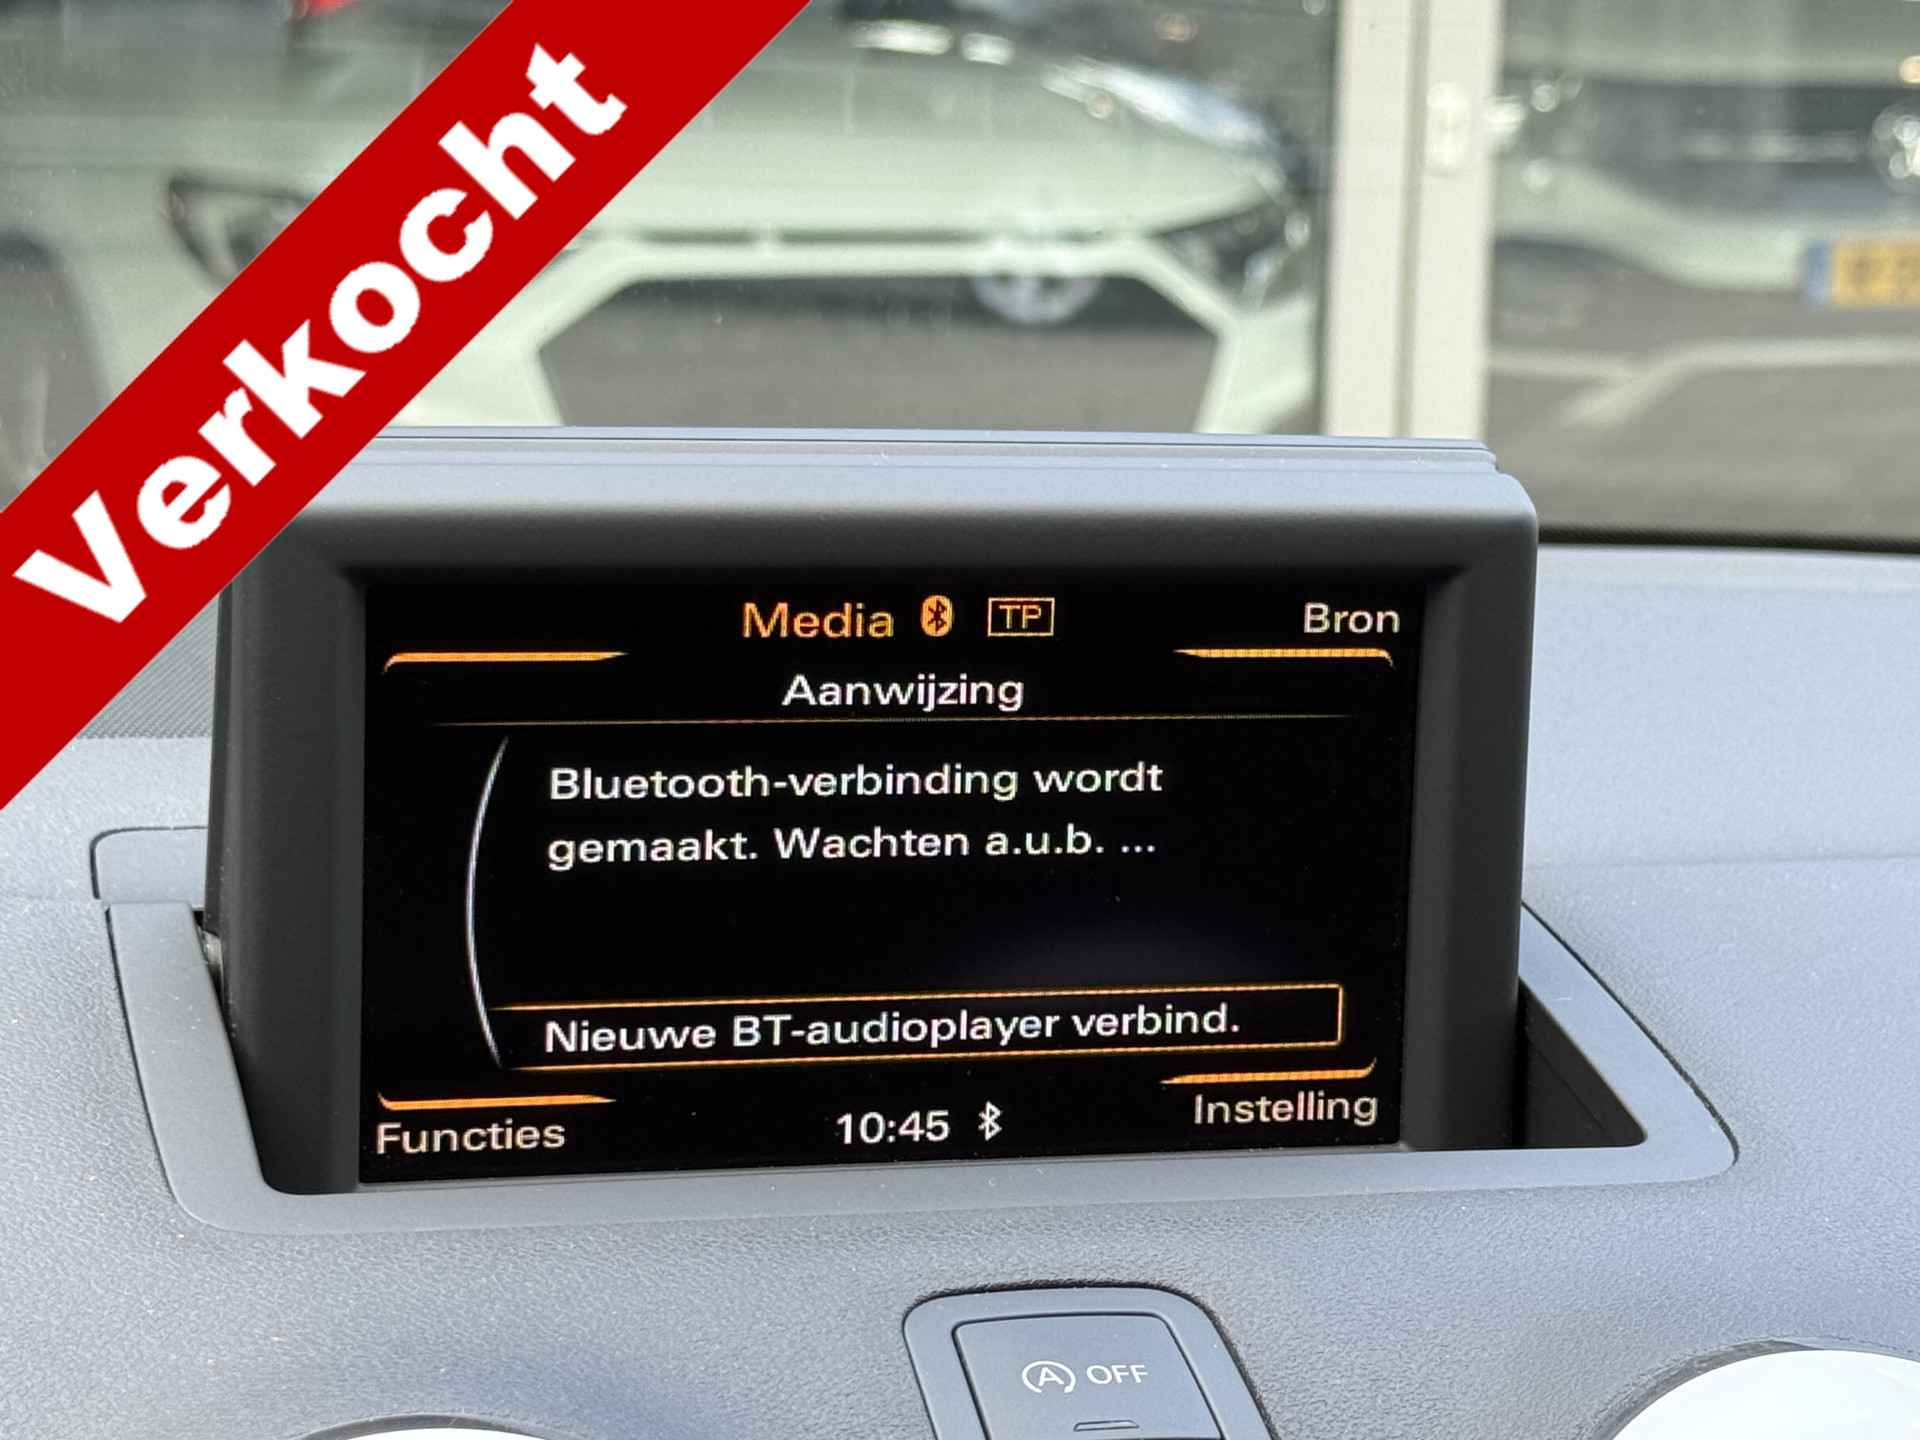 Verkocht
Media TP Bron
Aanwijzing
Bluetooth-verbinding wordt
gemaakt. Wachten a.u.b. ...
Nieuwe BT-audioplayer verbind.
Functies 10:45 Instelling
A OFF